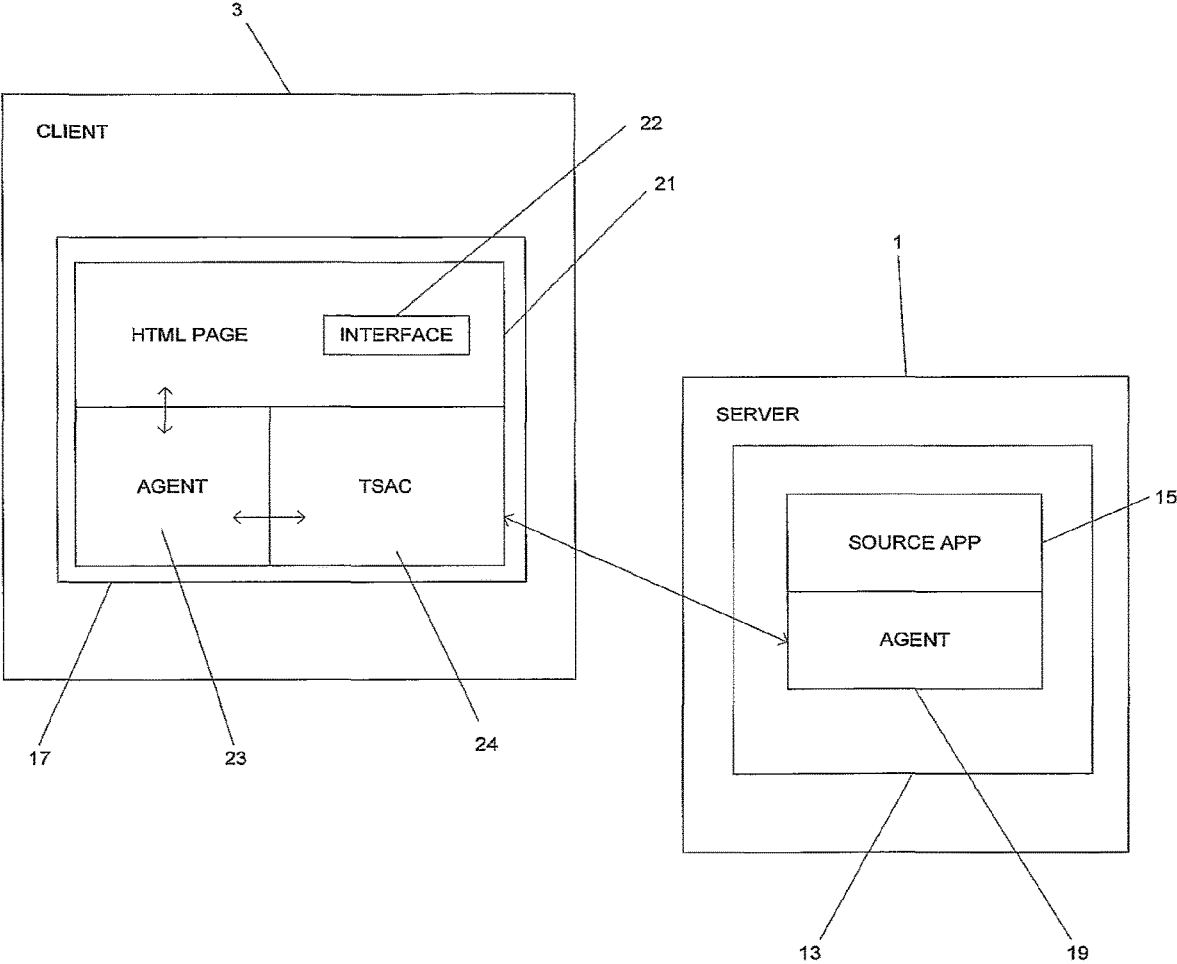 3
CLIENT
22
21
HTML PAGE
INTERFACE
AGENT
TSAC
17
23
24
1
SERVER
SOURCE APP
15
AGENT
13
19